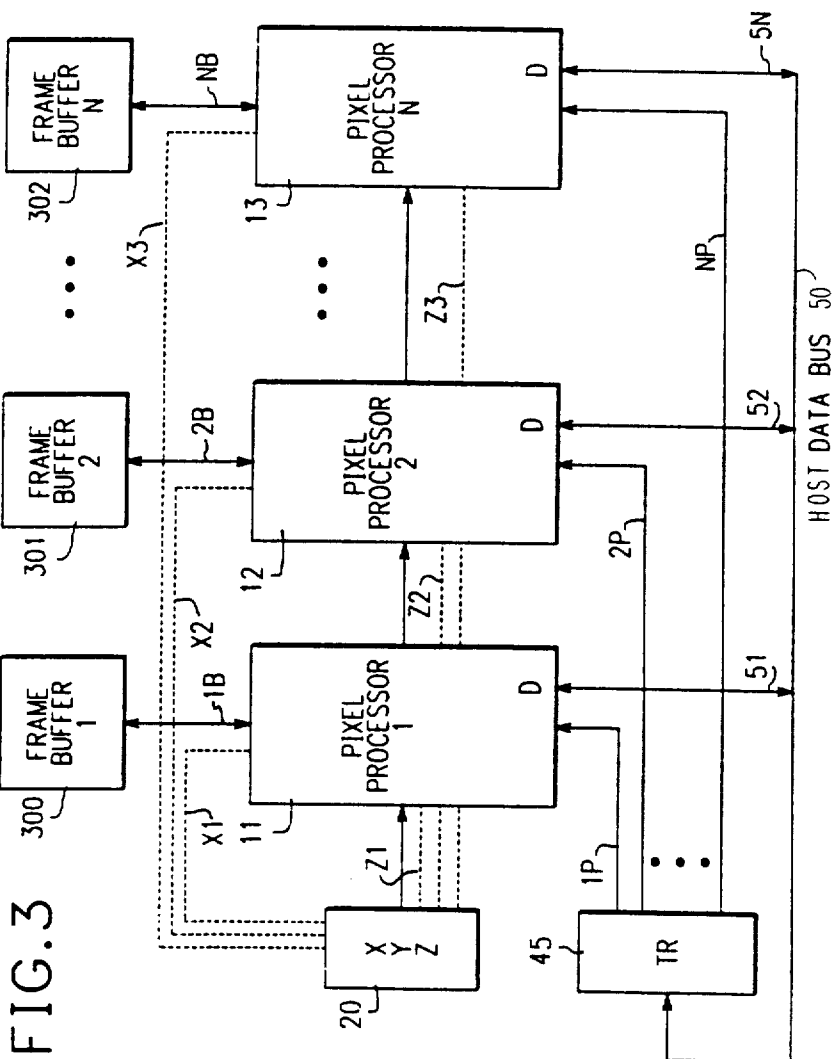 FIG.3
FRAME
BUFFER
1
300
FRAME
BUFFER
2
301
FRAME
BUFFER
N
302
1B
2B
NB
X1
X2
X3
X
Y
Z
20
PIXEL
PROCESSOR
1
D
11
PIXEL
PROCESSOR
2
D
12
PIXEL
PROCESSOR
N
D
13
Z1
Z2
Z3
TR
45
1P
2P
NP
51
52
5N
HOST DATA BUS 50